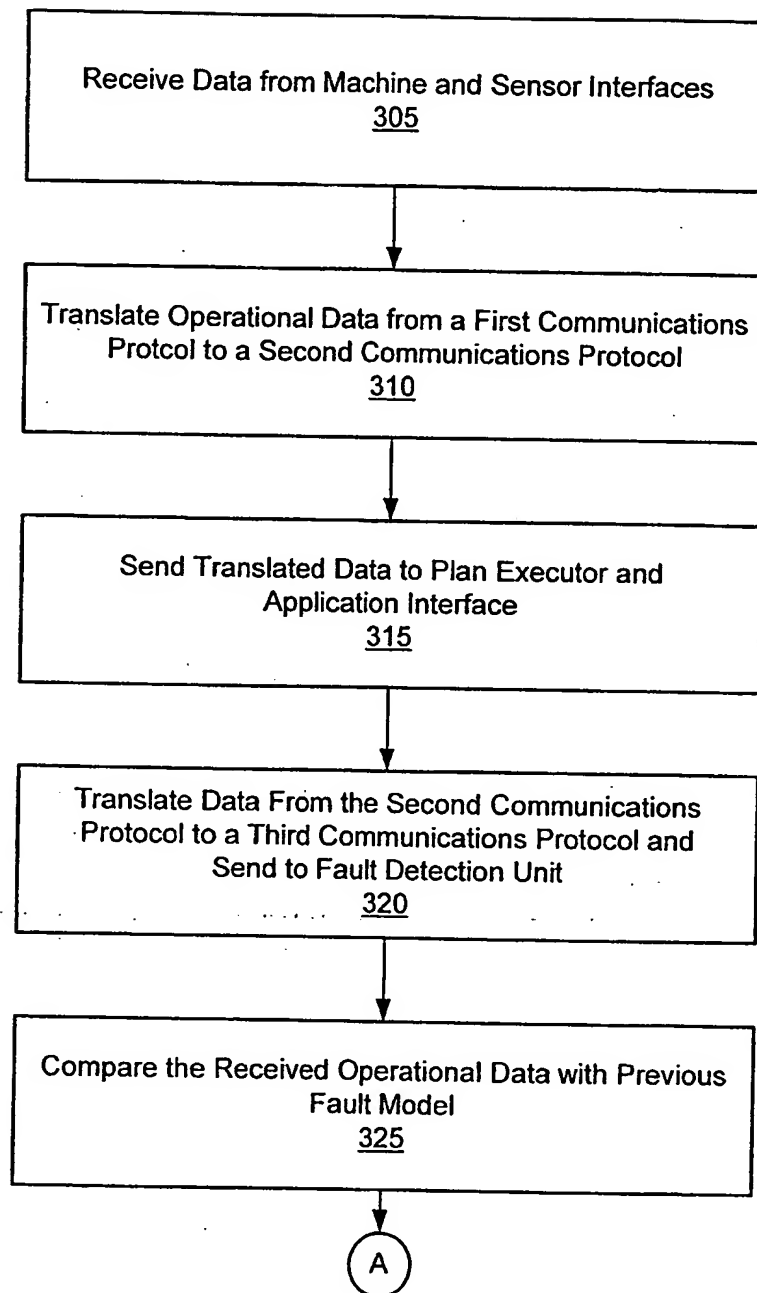 Receive Data from Machine and Sensor Interfaces
305
Translate Operational Data from a First Communications
Protcol to a Second Communications Protocol
310
Send Translated Data to Plan Executor and
Application Interface
315
Translate Data From the Second Communications
Protocol to a Third Communications Protocol and
Send to Fault Detection Unit
320
Compare the Received Operational Data with Previous
Fault Model
325
A